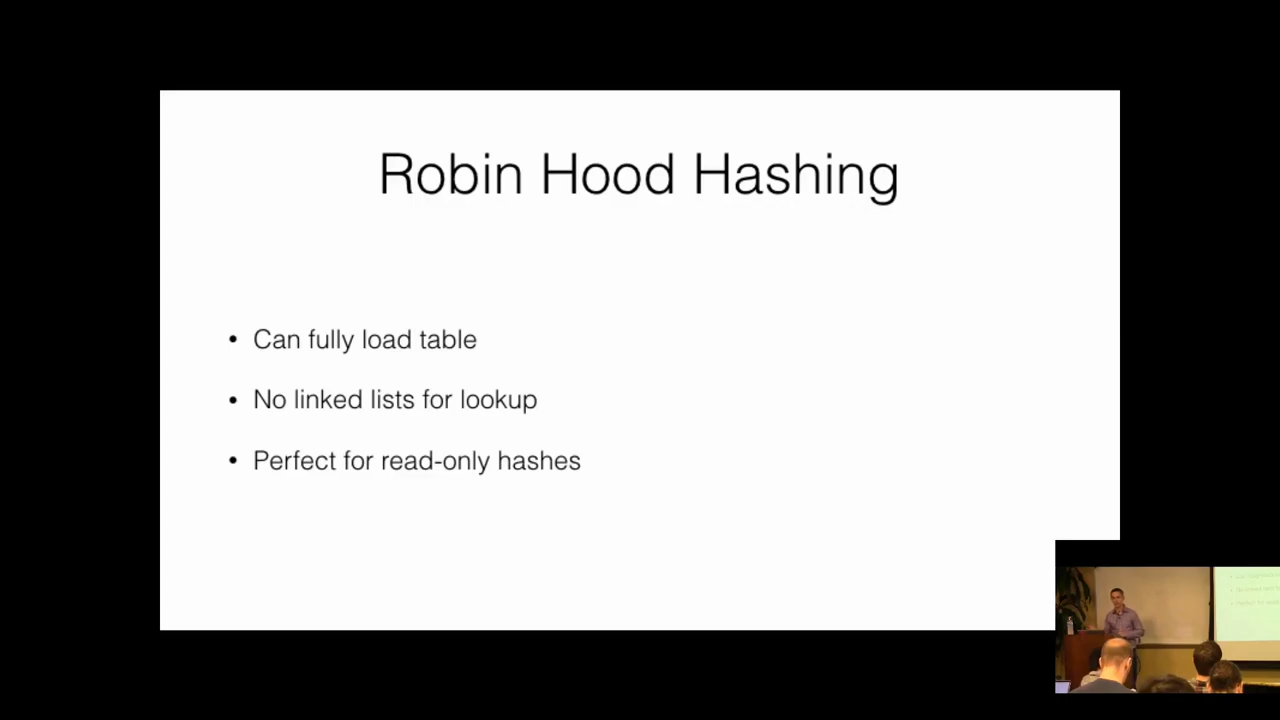 Robin Hood Hashing
• Can fully load table
• No linked lists for lookup
• Perfect for read-only hashes